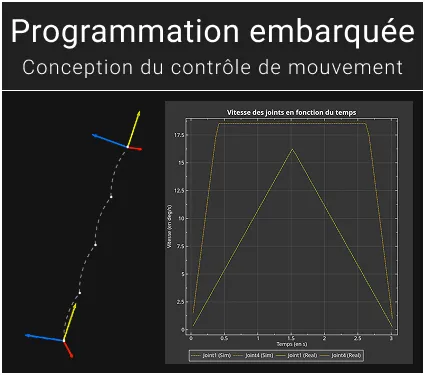 Programmation embarquée
Conception du contrôle de mouvement
Vitesse des joints en fonction du temps
Vitesse (en deg/s)
17.5
15
12.5
10
7.5
5
2.5
0
0
0.5
1
1.5
2
2.5
3
Temps (en s)
Joint1 (Sim) Joint4 (Sim) Joint1 (Real) Joint4 (Real)